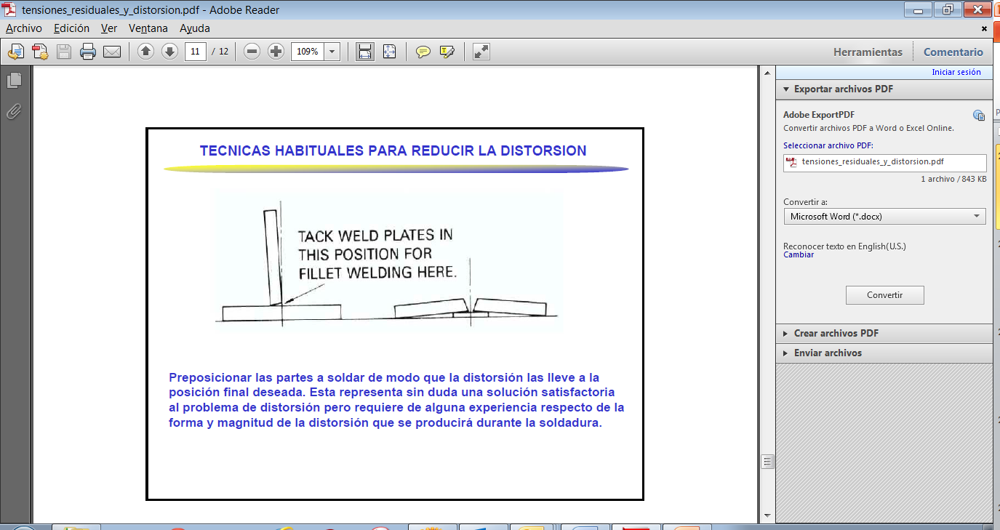 tensiones_residuales_y_distorsion.pdf - Adobe Reader
Archivo Edición Ver Ventana Ayuda
11 / 12 109% Herramientas Comentario
Iniciar sesión
Exportar archivos PDF
Adobe ExportPDF
Convertir archivos PDF a Word o Excel Online.
Seleccionar archivo PDF:
tensiones_residuales_y_distorsion.pdf
1 archivo / 843 KB
Convertir a:
Microsoft Word (*.docx)
Reconocer texto en English(U.S.)
Cambiar
Convertir
Crear archivos PDF
Enviar archivos
TECNICAS HABITUALES PARA REDUCIR LA DISTORSION
TACK WELD PLATES IN
THIS POSITION FOR
FILLET WELDING HERE.
Preposicionar las partes a soldar de modo que la distorsión las lleve a la
posición final deseada. Esta representa sin duda una solución satisfactoria
al problema de distorsión pero requiere de alguna experiencia respecto de la
forma y magnitud de la distorsión que se producirá durante la soldadura.